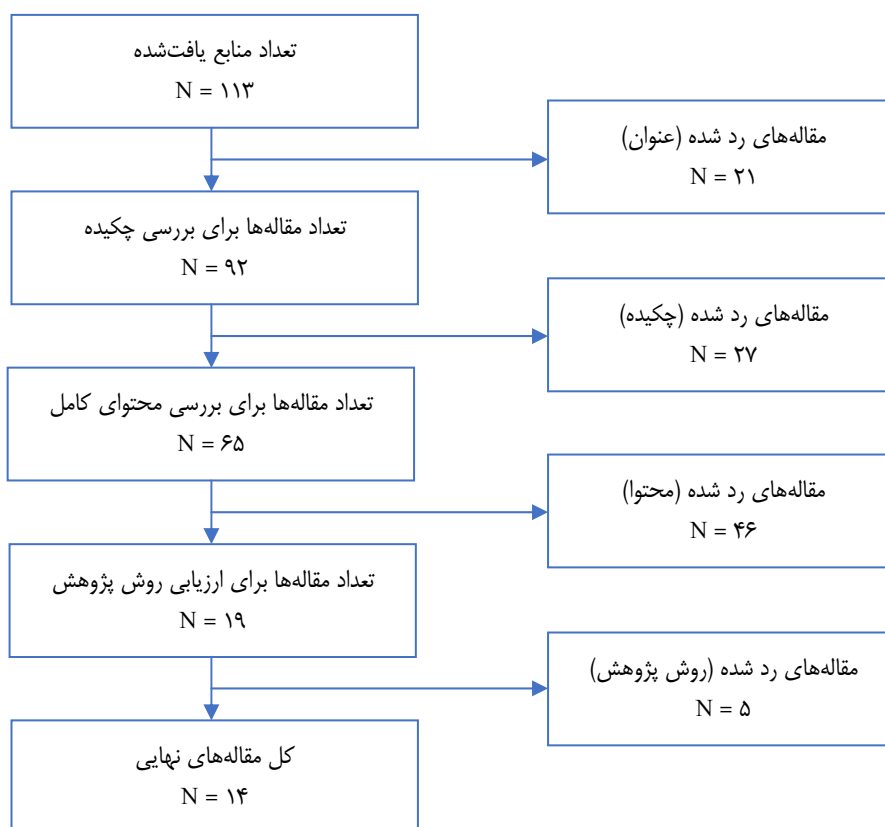 تعداد منابع یافت‌شده
N = ۱۱۳
مقاله‌های رد شده (عنوان)
N = ۲۱
تعداد مقاله‌ها برای بررسی چکیده
N = ۹۲
مقاله‌های رد شده (چکیده)
N = ۲۷
تعداد مقاله‌ها برای بررسی محتوای کامل
N = ۶۵
مقاله‌های رد شده (محتوا)
N = ۴۶
تعداد مقاله‌ها برای ارزیابی روش پژوهش
N = ۱۹
مقاله‌های رد شده (روش پژوهش)
N = ۵
کل مقاله‌های نهایی
N = ۱۴